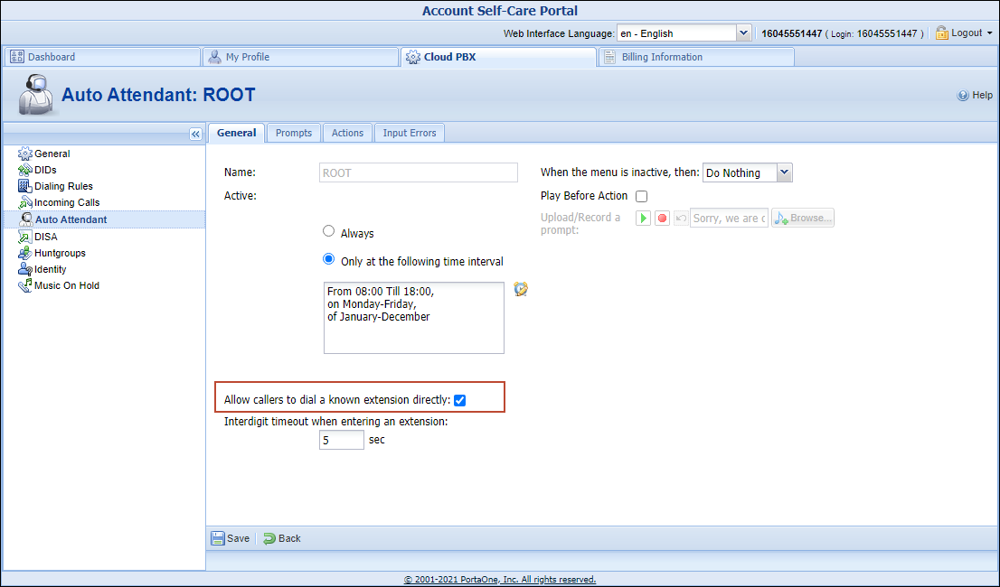 Account Self-Care Portal
Web Interface Language: en - English 16045551447 ( Login: 16045551447 ) Logout
Dashboard My Profile Cloud PBX Billing Information
Auto Attendant: ROOT Help
General Prompts Actions Input Errors
General
DIDs
Dialing Rules
Incoming Calls
Auto Attendant
DISA
Huntgroups
Identity
Music On Hold
Name: ROOT
Active:
Always
Only at the following time interval
From 08:00 Till 18:00,
on Monday-Friday,
of January-December
Allow callers to dial a known extension directly:
Interdigit timeout when entering an extension:
5 sec
When the menu is inactive, then: Do Nothing
Play Before Action
Upload/Record a
prompt: Sorry, we are c Browse...
Save Back
© 2001-2021 PortaOne, Inc. All rights reserved.